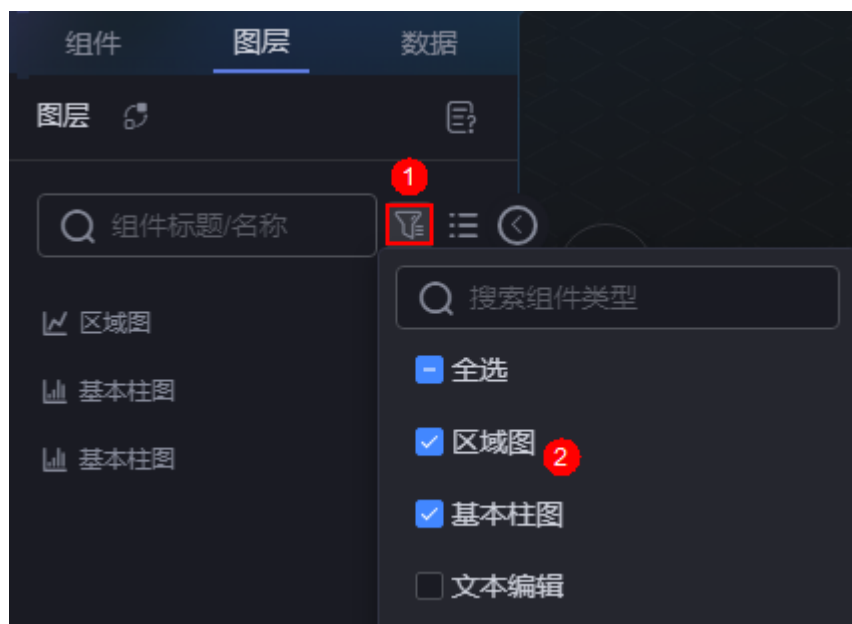 组件 图层 数据
图层
1
组件标题/名称
搜索组件类型
区域图
全选
基本柱图
区域图 2
基本柱图
基本柱图
文本编辑